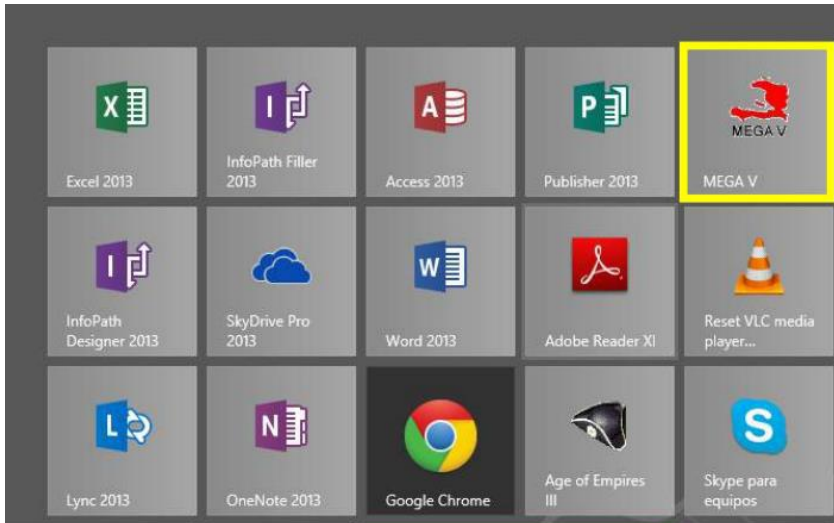 Excel 2013
InfoPath Filler
2013
Access 2013
Publisher 2013
MEGA V
MEGA V
InfoPath
Designer 2013
SkyDrive Pro
2013
Word 2013
Adobe Reader XI
Reset VLC media
player...
Lync 2013
OneNote 2013
Google Chrome
Age of Empires
III
Skype para
equipos